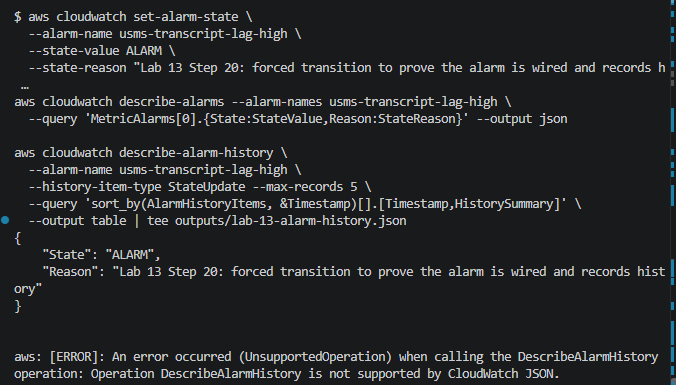 $ aws cloudwatch set-alarm-state \
--alarm-name usms-transcript-lag-high \
--state-value ALARM \
--state-reason "Lab 13 Step 20: forced transition to prove the alarm is wired and records h
…
aws cloudwatch describe-alarms --alarm-names usms-transcript-lag-high \
--query 'MetricAlarms[0].{State:StateValue,Reason:StateReason}' --output json

aws cloudwatch describe-alarm-history \
--alarm-name usms-transcript-lag-high \
--history-item-type StateUpdate --max-records 5 \
--query 'sort_by(AlarmHistoryItems, &Timestamp)[].[Timestamp,HistorySummary]' \
--output table | tee outputs/lab-13-alarm-history.json
{
"State": "ALARM",
"Reason": "Lab 13 Step 20: forced transition to prove the alarm is wired and records hist
ory"
}

aws: [ERROR]: An error occurred (UnsupportedOperation) when calling the DescribeAlarmHistory
operation: Operation DescribeAlarmHistory is not supported by CloudWatch JSON.